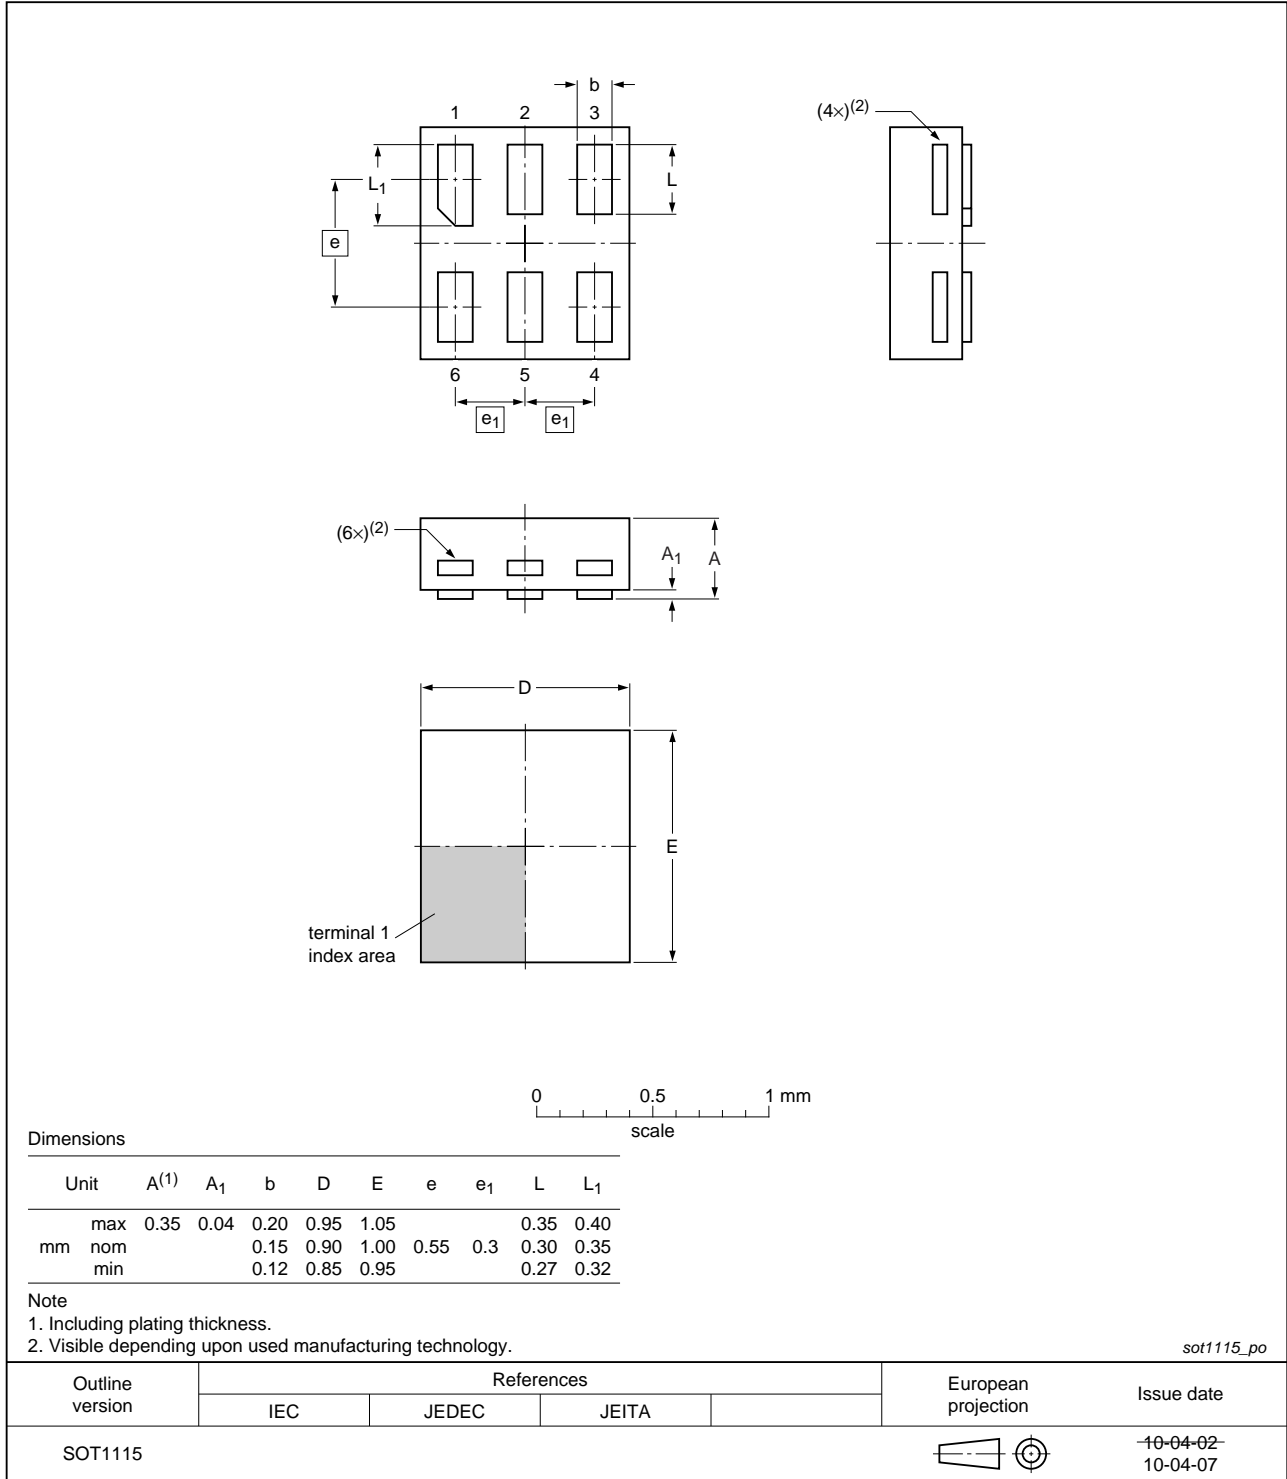 b
1 2 3
(4×)(2)
L1
L
e
6 5 4
e1 e1
(6×)(2)
A1 A
D
E
terminal 1
index area
0 0.5 1 mm
scale
Dimensions
Unit A(1) A1 b D E e e1 L L1
max 0.35 0.04 0.20 0.95 1.05 0.35 0.40
mm nom 0.15 0.90 1.00 0.55 0.3 0.30 0.35
min 0.12 0.85 0.95 0.27 0.32
Note
1. Including plating thickness.
2. Visible depending upon used manufacturing technology.
sot1115_po
Outline
version
References
IEC JEDEC JEITA
European
projection
Issue date
SOT1115
10-04-02
10-04-07